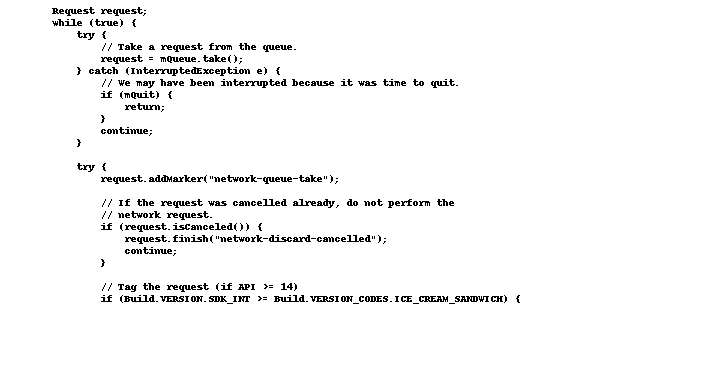 Request request;
while (true) {
    try {
        // Take a request from the queue.
        request = mQueue.take();
    } catch (InterruptedException e) {
        // We may have been interrupted because it was time to quit.
        if (mQuit) {
            return;
        }
        continue;
    }

    try {
        request.addMarker("network-queue-take");

        // If the request was cancelled already, do not perform the
        // network request.
        if (request.isCanceled()) {
            request.finish("network-discard-cancelled");
            continue;
        }

        // Tag the request (if API >= 14)
        if (Build.VERSION.SDK_INT >= Build.VERSION_CODES.ICE_CREAM_SANDWICH) {